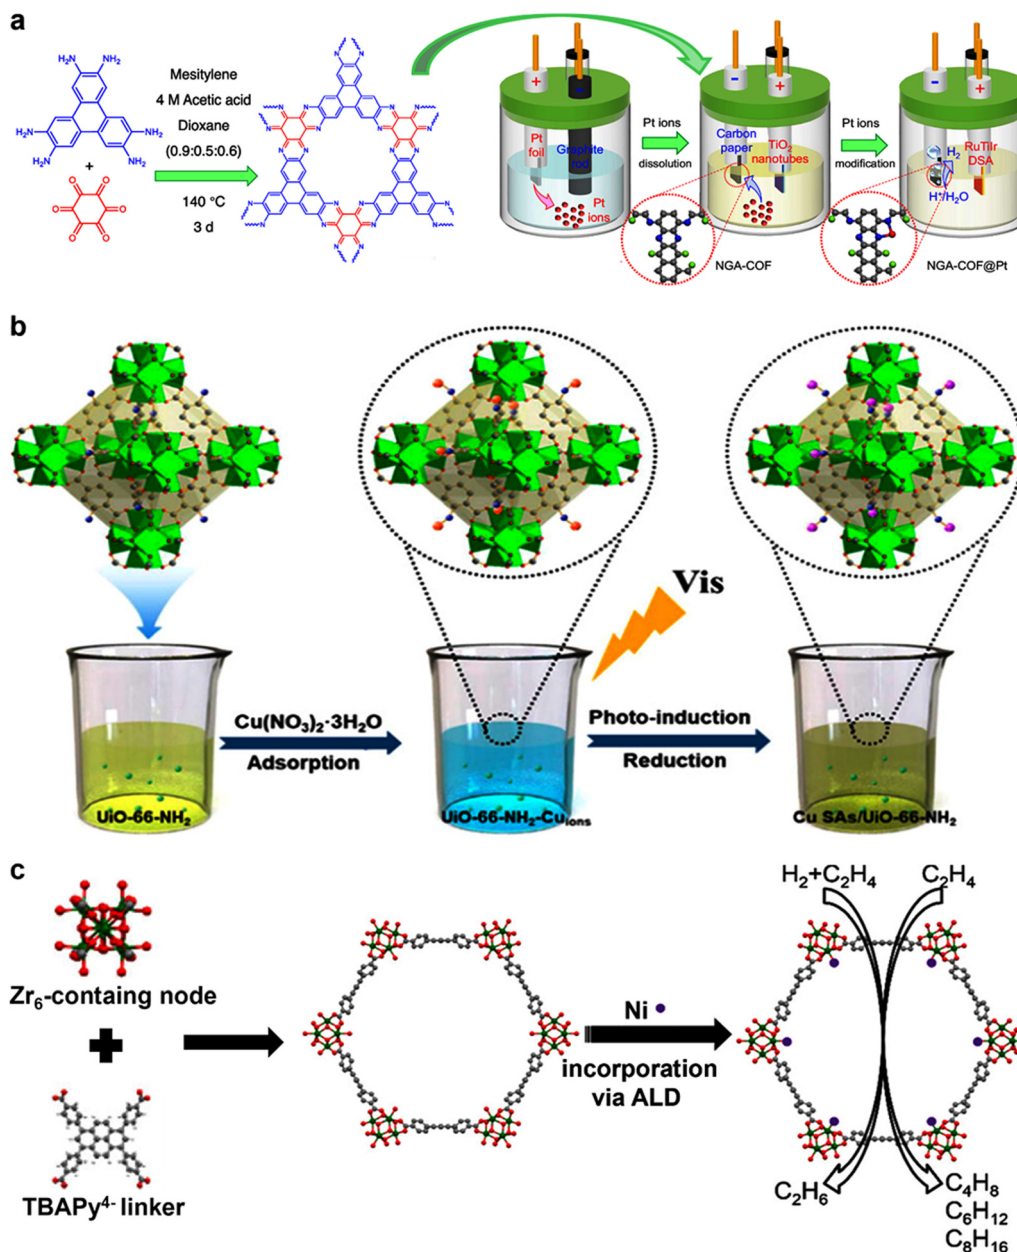 a
NH₂
NH₂
H₂N
H₂N
NH₂
NH₂
+
O
O
O
O
O
O
Mesitylene
4 M Acetic acid
Dioxane
(0.9:0.5:0.6)
140 °C
3 d
+
-
Pt
foil
Graphite
rod
Pt
ions
Pt ions
dissolution
-
+
Carbon
paper
TiO₂
nanotubes
NGA-COF
Pt ions
modification
-
+
H₂
H⁺/H₂O
RuTiIr
DSA
NGA-COF@Pt
b
Vis
Cu(NO₃)₂·3H₂O
Adsorption
Photo-induction
Reduction
UiO-66-NH₂
UiO-66-NH₂-Cuᵢₒₙₛ
Cu SAs/UiO-66-NH₂
c
Zr₆-containg node
+
TBAPy⁴⁻ linker
Ni
incorporation
via ALD
H₂+C₂H₄
C₂H₄
C₂H₆
C₄H₈
C₆H₁₂
C₈H₁₆